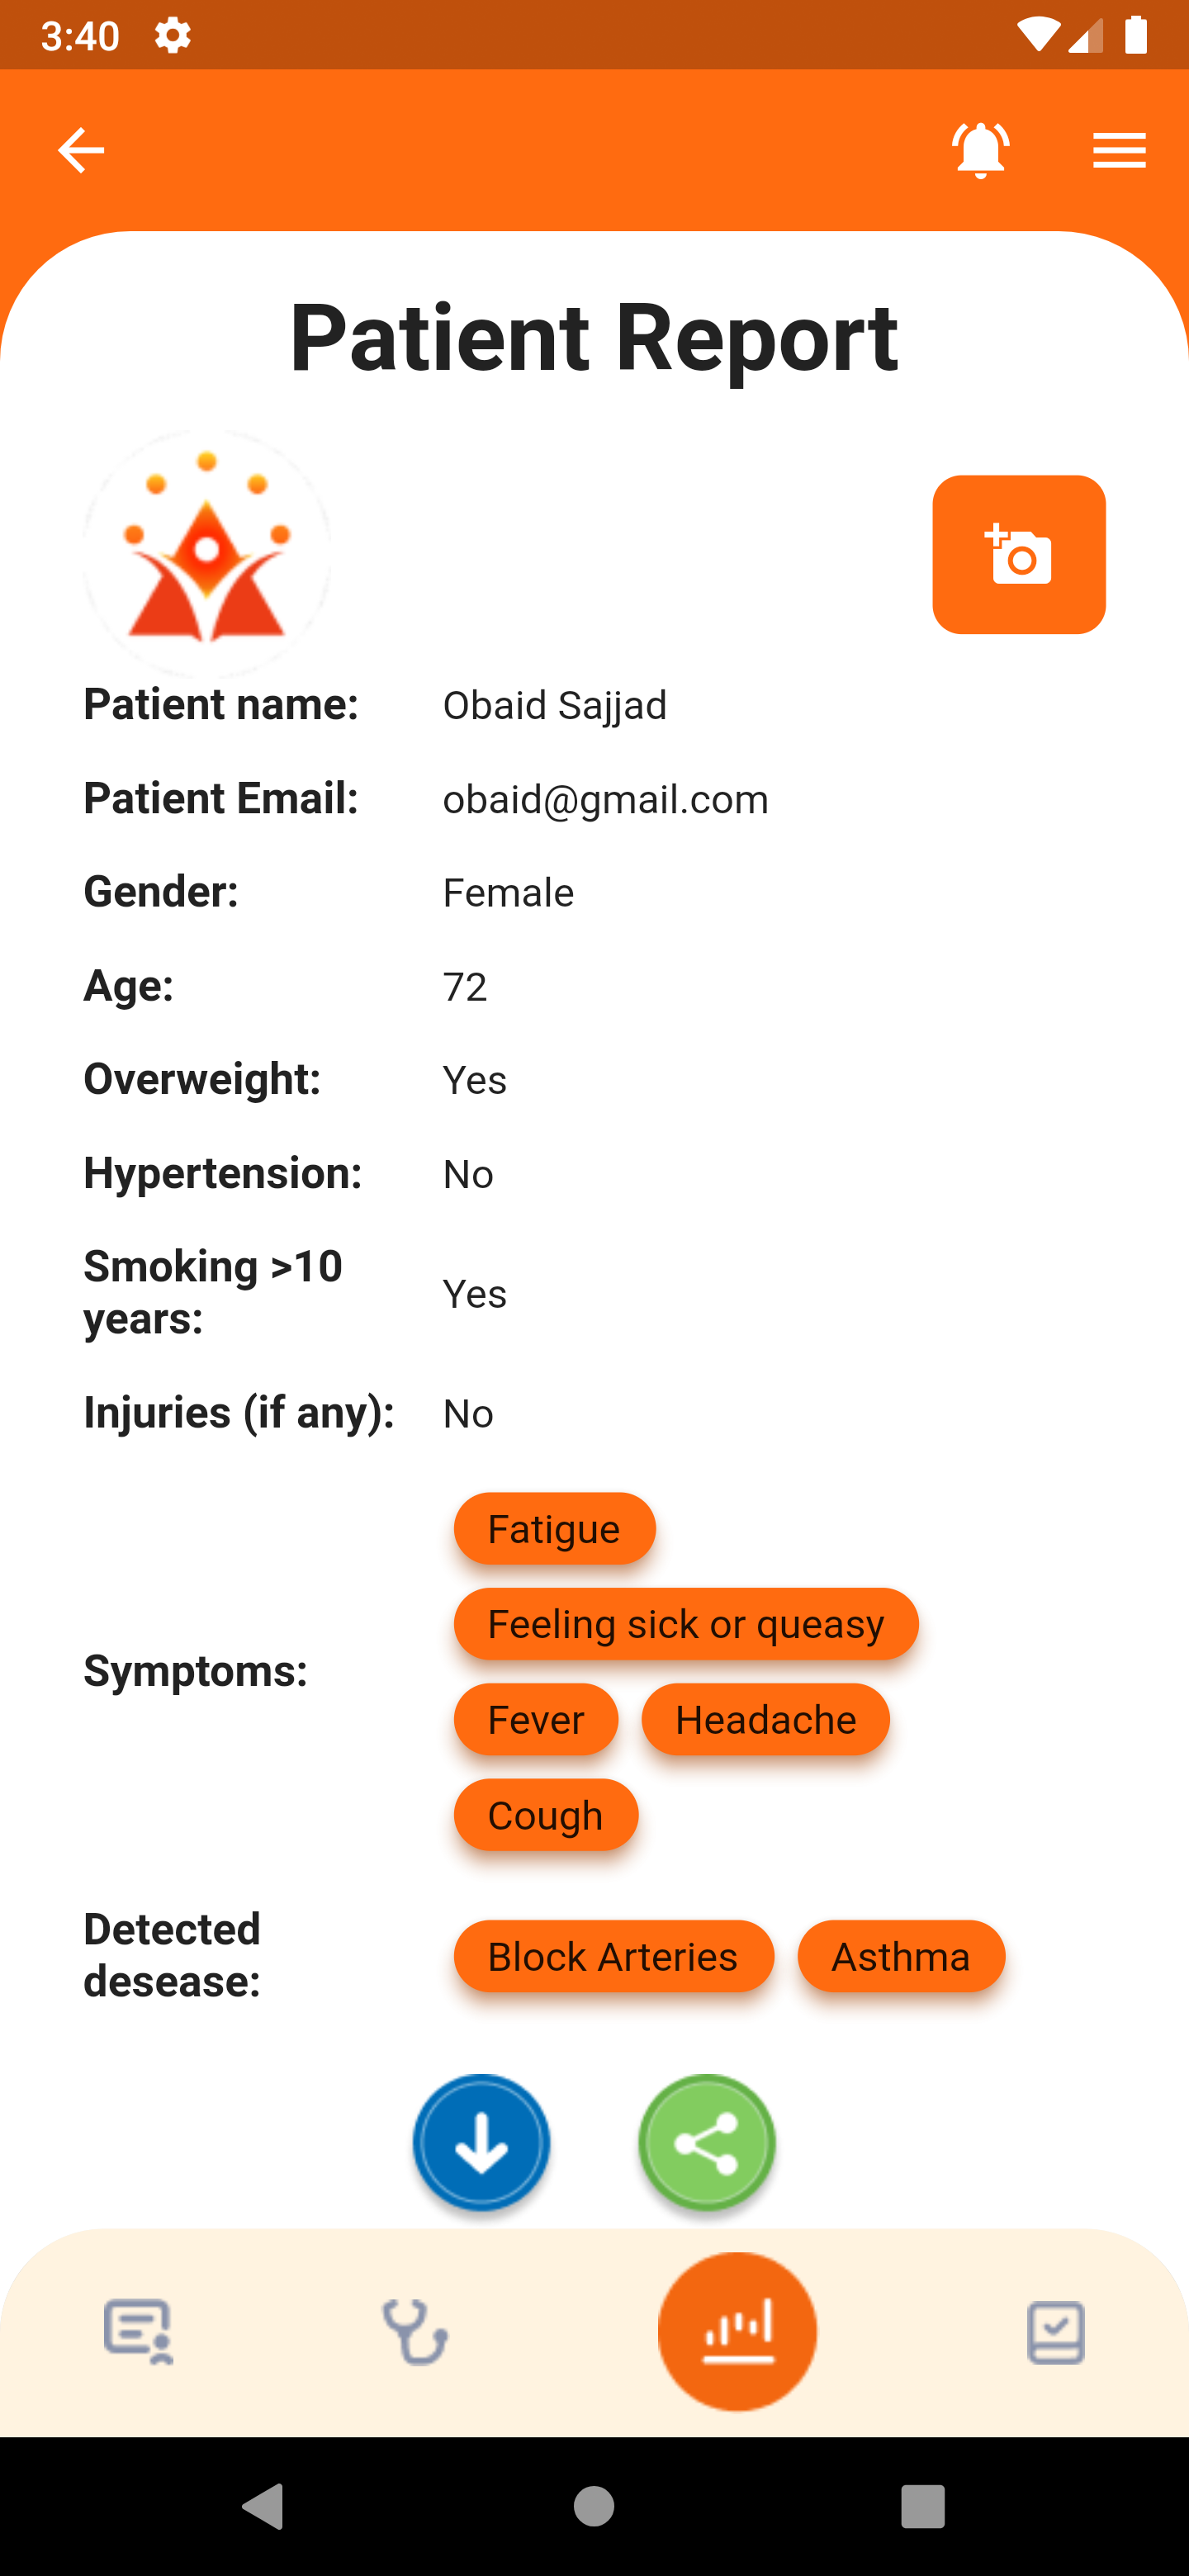 3:40
Patient Report
Patient name: Obaid Sajjad
Patient Email: obaid@gmail.com
Gender: Female
Age: 72
Overweight: Yes
Hypertension: No
Smoking >10
years: Yes
Injuries (if any): No
Symptoms:
Fatigue
Feeling sick or queasy
Fever Headache
Cough
Detected
desease:
Block Arteries Asthma